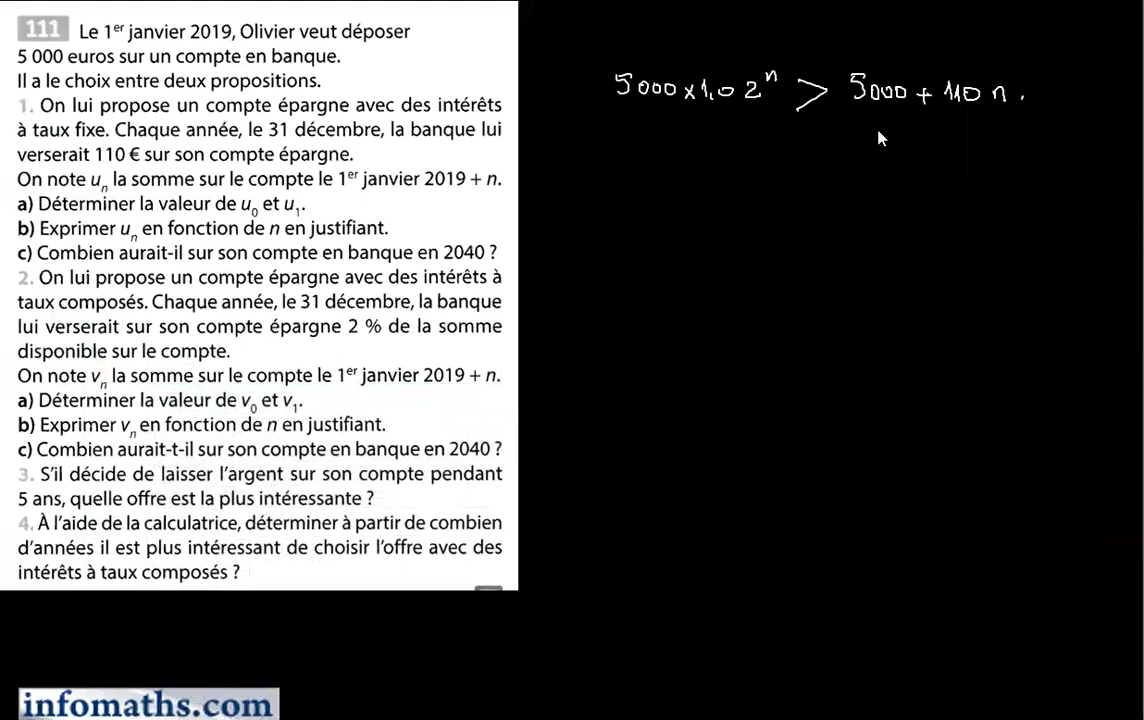 111 Le 1er janvier 2019, Olivier veut déposer
5 000 euros sur un compte en banque.
Il a le choix entre deux propositions.
1. On lui propose un compte épargne avec des intérêts
à taux fixe. Chaque année, le 31 décembre, la banque lui
verserait 110 € sur son compte épargne.
On note un la somme sur le compte le 1er janvier 2019 + n.
a) Déterminer la valeur de u0 et u1.
b) Exprimer un en fonction de n en justifiant.
c) Combien aurait-il sur son compte en banque en 2040 ?
2. On lui propose un compte épargne avec des intérêts à
taux composés. Chaque année, le 31 décembre, la banque
lui verserait sur son compte épargne 2 % de la somme
disponible sur le compte.
On note vn la somme sur le compte le 1er janvier 2019 + n.
a) Déterminer la valeur de v0 et v1.
b) Exprimer vn en fonction de n en justifiant.
c) Combien aurait-t-il sur son compte en banque en 2040 ?
3. S'il décide de laisser l'argent sur son compte pendant
5 ans, quelle offre est la plus intéressante ?
4. À l'aide de la calculatrice, déterminer à partir de combien
d'années il est plus intéressant de choisir l'offre avec des
intérêts à taux composés ?
5000 × 1,02^n > 5000 + 110 n.
infomaths.com